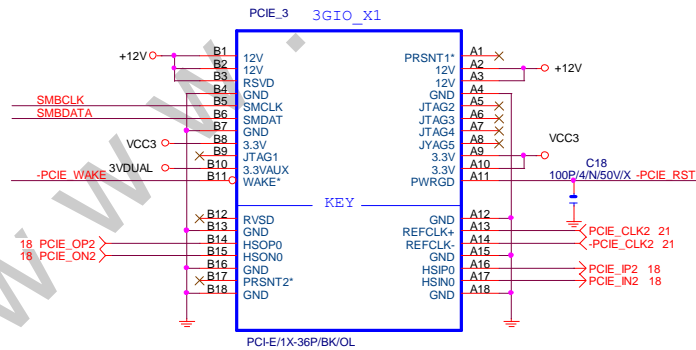 PCIE_3 3GIO_X1
+12V B1 12V PRSNT1* A1
B2 12V 12V A2 +12V
B3 RSVD 12V A3
B4 GND GND A4
SMBCLK B5 SMCLK JTAG2 A5
SMBDATA B6 SMDAT JTAG3 A6
B7 GND JTAG4 A7
VCC3 B8 3.3V JYAG5 A8
B9 JTAG1 3.3V A9 VCC3
3VDUAL B10 3.3VAUX 3.3V A10
-PCIE_WAKE B11 WAKE* PWRGD A11 -PCIE_RST
C18
100P/4/N/50V/X
KEY
B12 RVSD GND A12
B13 GND REFCLK+ A13 PCIE_CLK2 21
18 PCIE_OP2 B14 HSOP0 REFCLK- A14 -PCIE_CLK2 21
18 PCIE_ON2 B15 HSON0 GND A15
B16 GND HSIP0 A16 PCIE_IP2 18
B17 PRSNT2* HSIN0 A17 PCIE_IN2 18
B18 GND GND A18
PCI-E/1X-36P/BK/OL
w w w .